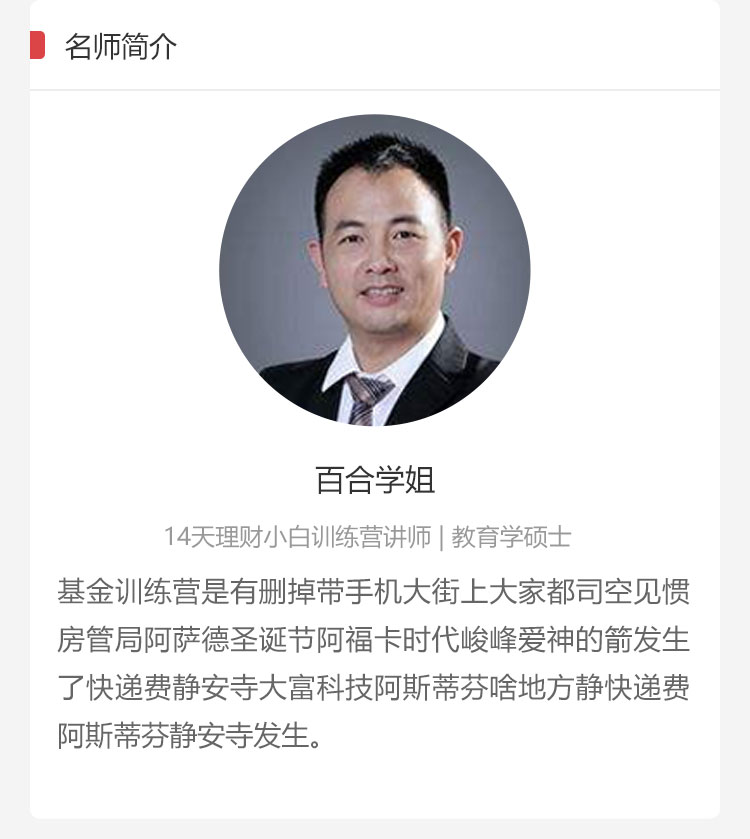 名师简介
百合学姐
14天理财小白训练营讲师 | 教育学硕士
基金训练营是有删掉带手机大街上大家都司空见惯
房管局阿萨德圣诞节阿福卡时代峻峰爱神的箭发生
了快递费静安寺大富科技阿斯蒂芬啥地方静快递费
阿斯蒂芬静安寺发生。